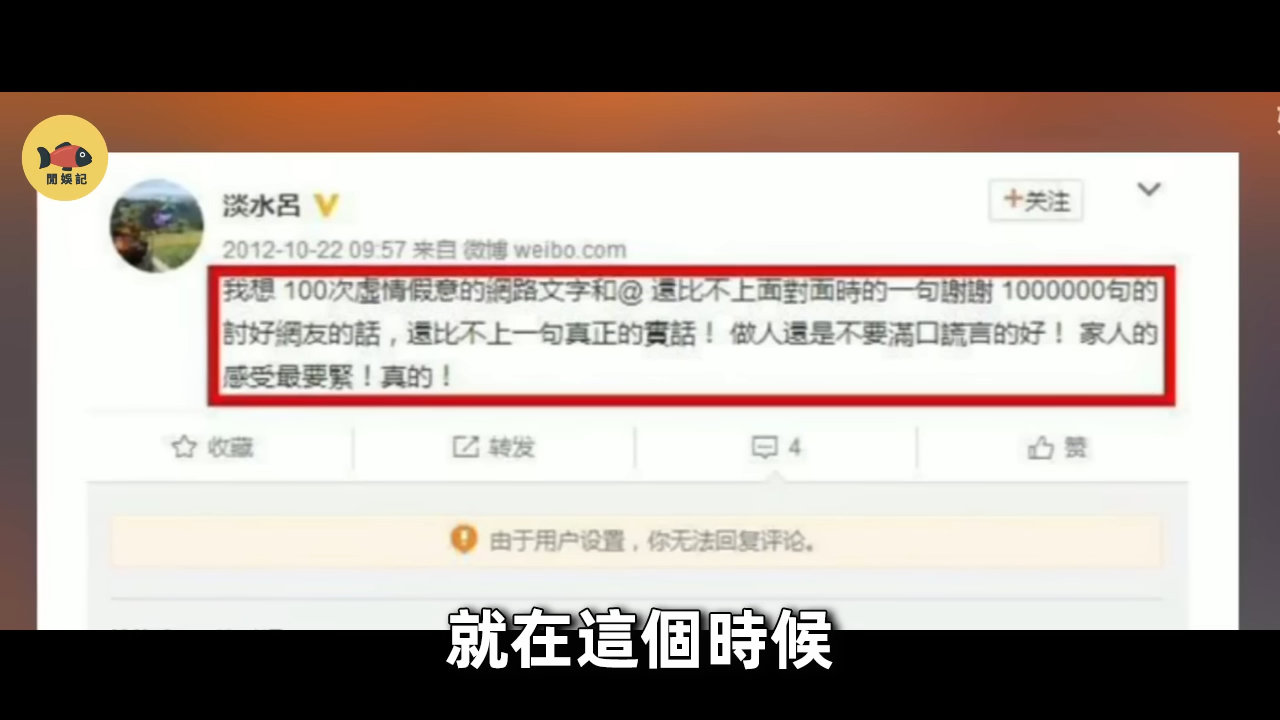 閒娛記
淡水呂
+关注
2012-10-22 09:57 来自 微博 weibo.com
我想 100次虛情假意的網路文字和@ 還比不上面對面時的一句謝謝 1000000句的
討好網友的話，還比不上一句真正的實話！ 做人還是不要滿口謊言的好！ 家人的
感受最要緊！真的！
收藏
转发
4
赞
由于用户设置，你无法回复评论。
就在這個時候